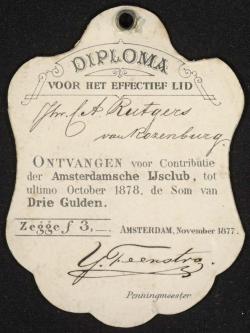 DIPLOMA
VOOR HET EFFECTIEF LID
Jhr. C A Rutgers
van Rozenburg.
ONTVANGEN voor Contributie
der Amsterdamsche IJsclub, tot
ultimo October 1878, de Som van
Drie Gulden.
Zegge ƒ 3,—. AMSTERDAM, November 1877.
Y. Feenstra.
Penningmeester